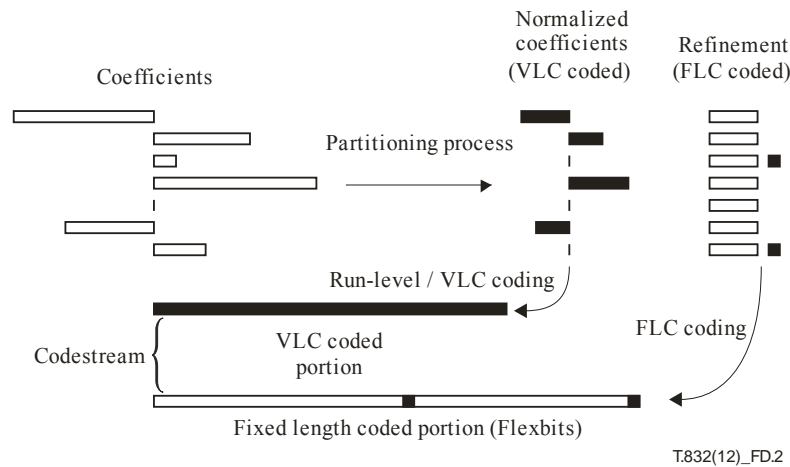 Coefficients
Normalized
coefficients
(VLC coded)
Refinement
(FLC coded)
Partitioning process
Run-level / VLC coding
FLC coding
Codestream
VLC coded
portion
Fixed length coded portion (Flexbits)
T.832(12)_FD.2